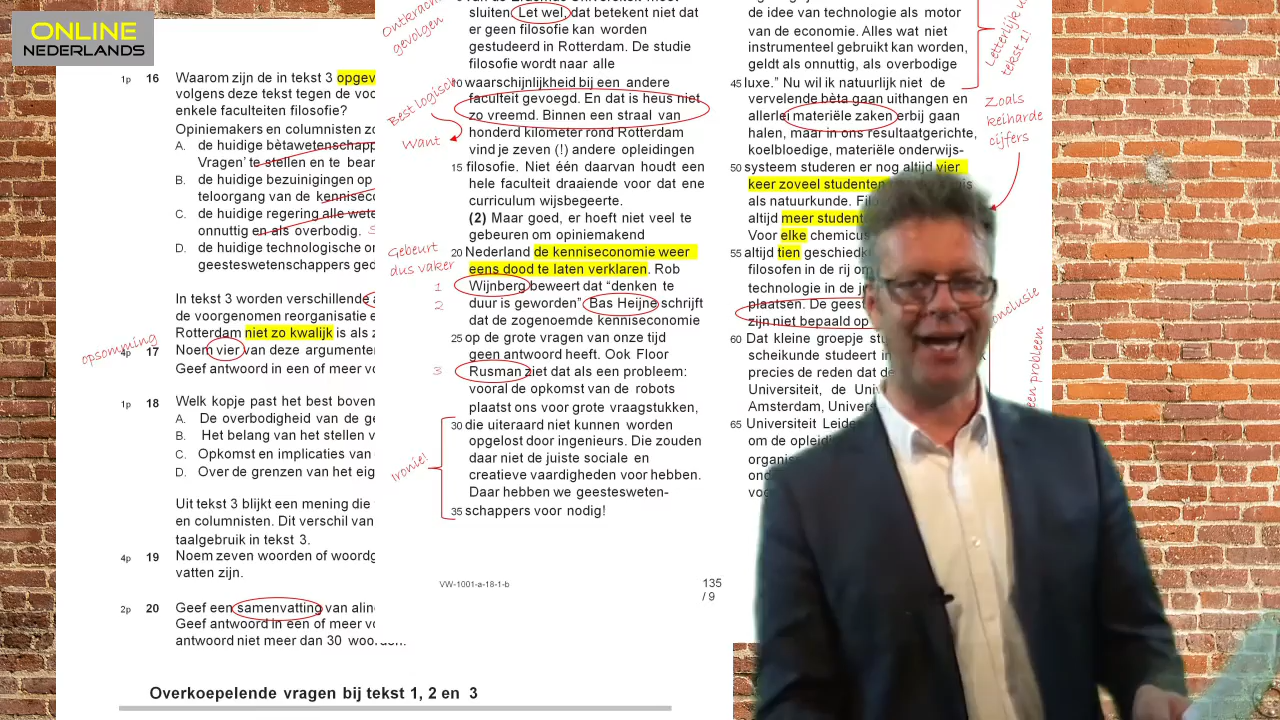 ONLINE
NEDERLANDS
1p 16 Waarom zijn de in tekst 3 opgev
volgens deze tekst tegen de voo
enkele faculteiten filosofie?
Opiniemakers en columnisten zo
A. de huidige bètawetenschapp
Vragen’ te stellen en te bear
B. de huidige bezuinigingen op
teloorgang van de kennisec
C. de huidige regering alle wete
onnuttig en als overbodig.
D. de huidige technologische or
geesteswetenschappers ged
In tekst 3 worden verschillende
de voorgenomen reorganisatie e
Rotterdam niet zo kwalijk is als z
opsomming
4p 17 Noem vier van deze argumenter
Geef antwoord in een of meer vo
1p 18 Welk kopje past het best boven
A. De overbodigheid van de ge
B. Het belang van het stellen v
C. Opkomst en implicaties van
D. Over de grenzen van het eig
Uit tekst 3 blijkt een mening die
en columnisten. Dit verschil van
taalgebruik in tekst 3.
4p 19 Noem zeven woorden of woordg
vatten zijn.
2p 20 Geef een samenvatting van alin
Geef antwoord in een of meer vo
antwoord niet meer dan 30 woorden.
Overkoepelende vragen bij tekst 1, 2 en 3
Ontkrach
gevolgen
sluiten. Let wel, dat betekent niet dat
er geen filosofie kan worden
gestudeerd in Rotterdam. De studie
filosofie wordt naar alle
10 waarschijnlijkheid bij een andere
faculteit gevoegd. En dat is heus niet
zo vreemd. Binnen een straal van
honderd kilometer rond Rotterdam
vind je zeven (!) andere opleidingen
15 filosofie. Niet één daarvan houdt een
hele faculteit draaiende voor dat ene
curriculum wijsbegeerte.
Best logisch
Want
(2) Maar goed, er hoeft niet veel te
gebeuren om opiniemakend
20 Nederland de kenniseconomie weer
eens dood te laten verklaren. Rob
Wijnberg beweert dat “denken te
duur is geworden” Bas Heijne schrijft
dat de zogenoemde kenniseconomie
25 op de grote vragen van onze tijd
geen antwoord heeft. Ook Floor
Rusman ziet dat als een probleem:
vooral de opkomst van de robots
plaatst ons voor grote vraagstukken,
30 die uiteraard niet kunnen worden
opgelost door ingenieurs. Die zouden
daar niet de juiste sociale en
creatieve vaardigheden voor hebben.
Daar hebben we geestesweten-
35 schappers voor nodig!
Gebeurt
dus vaker
1
2
3
Ironie!
VW-1001-a-18-1-b
135
/ 9
de idee van technologie als motor
van de economie. Alles wat niet
instrumenteel gebruikt kan worden,
geldt als onnuttig, als overbodige
45 luxe.” Nu wil ik natuurlijk niet de
vervelende bèta gaan uithangen en
allerlei materiële zaken erbij gaan
halen, maar in ons resultaatgerichte,
koelbloedige, materiële onderwijs-
50 systeem studeren er nog altijd vier
keer zoveel studenten
als natuurkunde.
altijd meer student
Voor elke chemicus
55 altijd tien geschiedk
filosofen in de rij om
technologie in de ju
plaatsen. De geest
zijn niet bepaald op
60 Dat kleine groepje stu
scheikunde studeert in
precies de reden dat de
Universiteit, de Univ
Amsterdam, Univers
65 Universiteit Leide
om de opleidi
organis
Letterlijk
tekst 1!
Zoals
keiharde
cijfers
een probleem